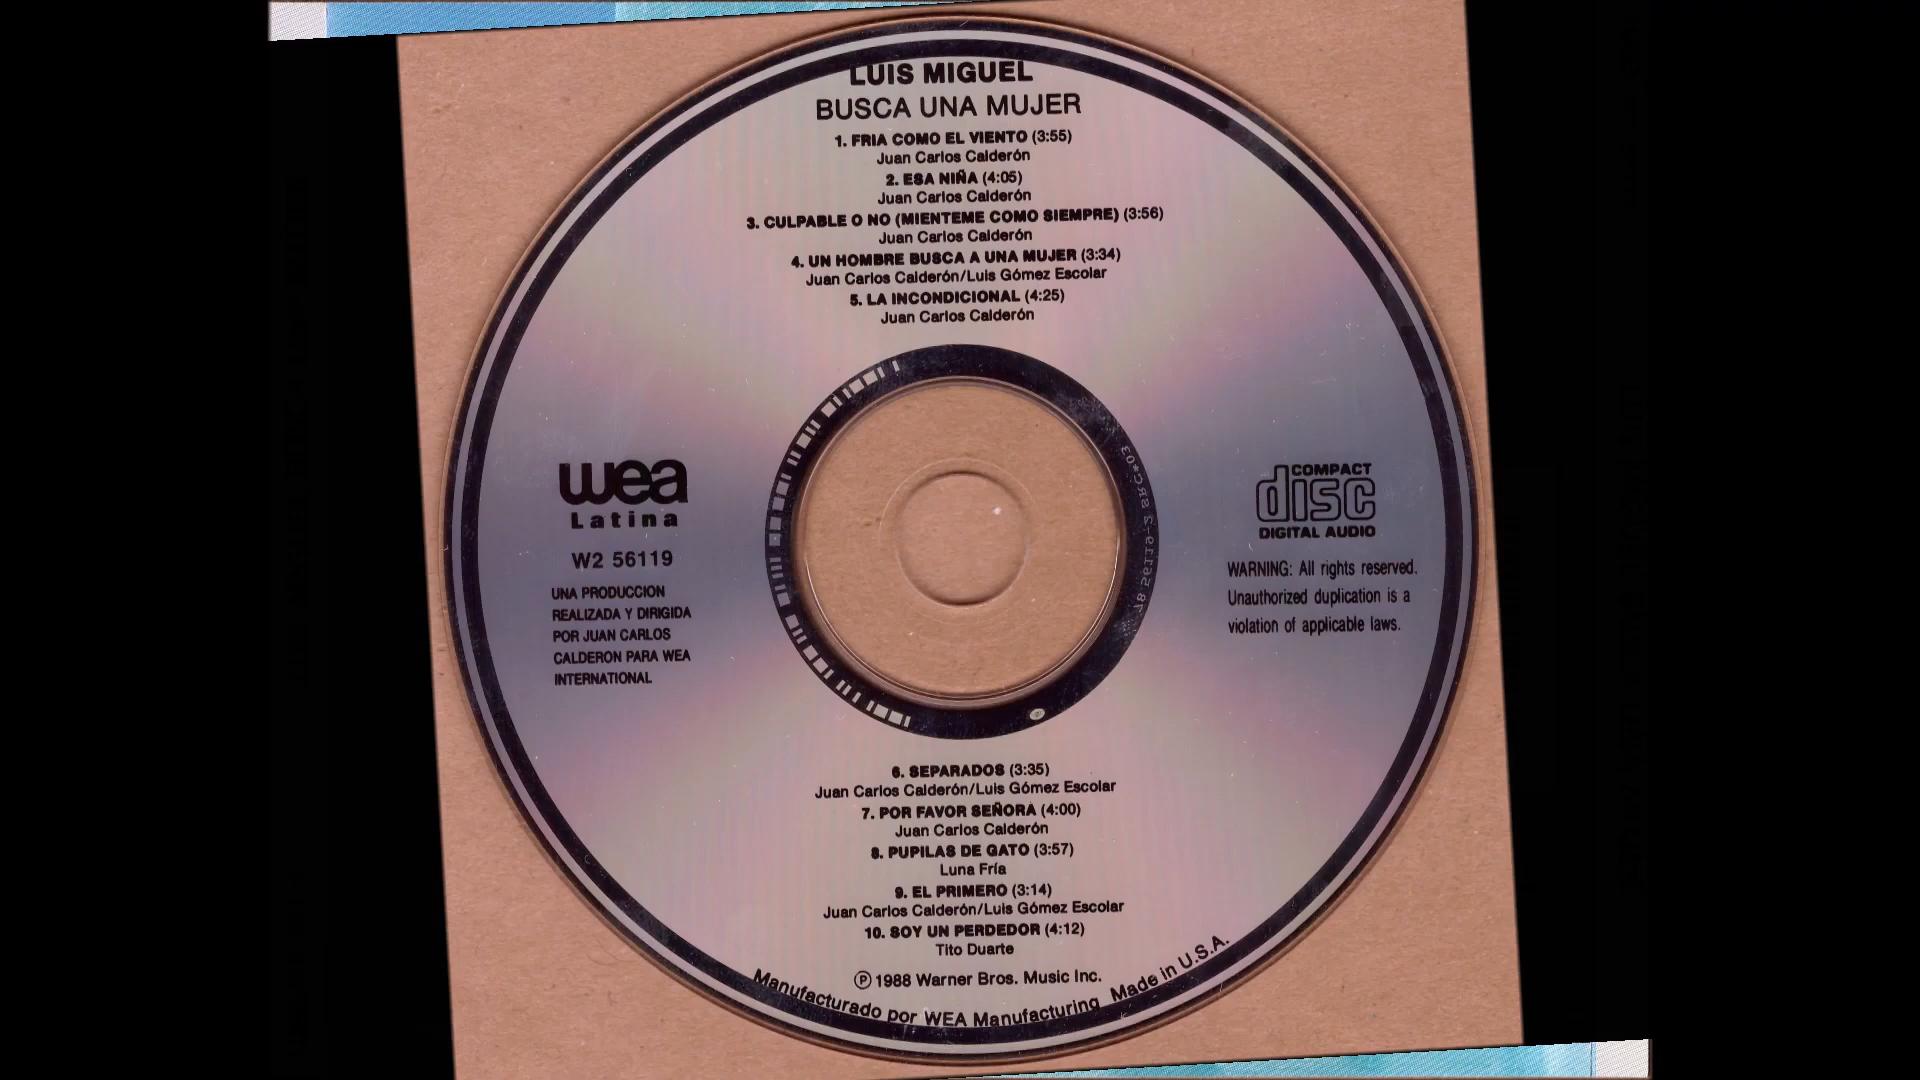 LUIS MIGUEL
BUSCA UNA MUJER
1. FRIA COMO EL VIENTO (3:55)
Juan Carlos Calderón
2. ESA NIÑA (4:05)
Juan Carlos Calderón
3. CULPABLE O NO (MIENTEME COMO SIEMPRE) (3:56)
Juan Carlos Calderón
4. UN HOMBRE BUSCA A UNA MUJER (3:34)
Juan Carlos Calderón/Luis Gómez Escolar
5. LA INCONDICIONAL (4:25)
Juan Carlos Calderón
wea
Latina
W2 56119
UNA PRODUCCION
REALIZADA Y DIRIGIDA
POR JUAN CARLOS
CALDERON PARA WEA
INTERNATIONAL
COMPACT
disc
DIGITAL AUDIO
WARNING: All rights reserved.
Unauthorized duplication is a
violation of applicable laws.
6. SEPARADOS (3:35)
Juan Carlos Calderón/Luis Gómez Escolar
7. POR FAVOR SEÑORA (4:00)
Juan Carlos Calderón
8. PUPILAS DE GATO (3:57)
Luna Fría
9. EL PRIMERO (3:14)
Juan Carlos Calderón/Luis Gómez Escolar
10. SOY UN PERDEDOR (4:12)
Tito Duarte
Ⓟ 1988 Warner Bros. Music Inc.
Manufacturado por WEA Manufacturing Made in U.S.A.